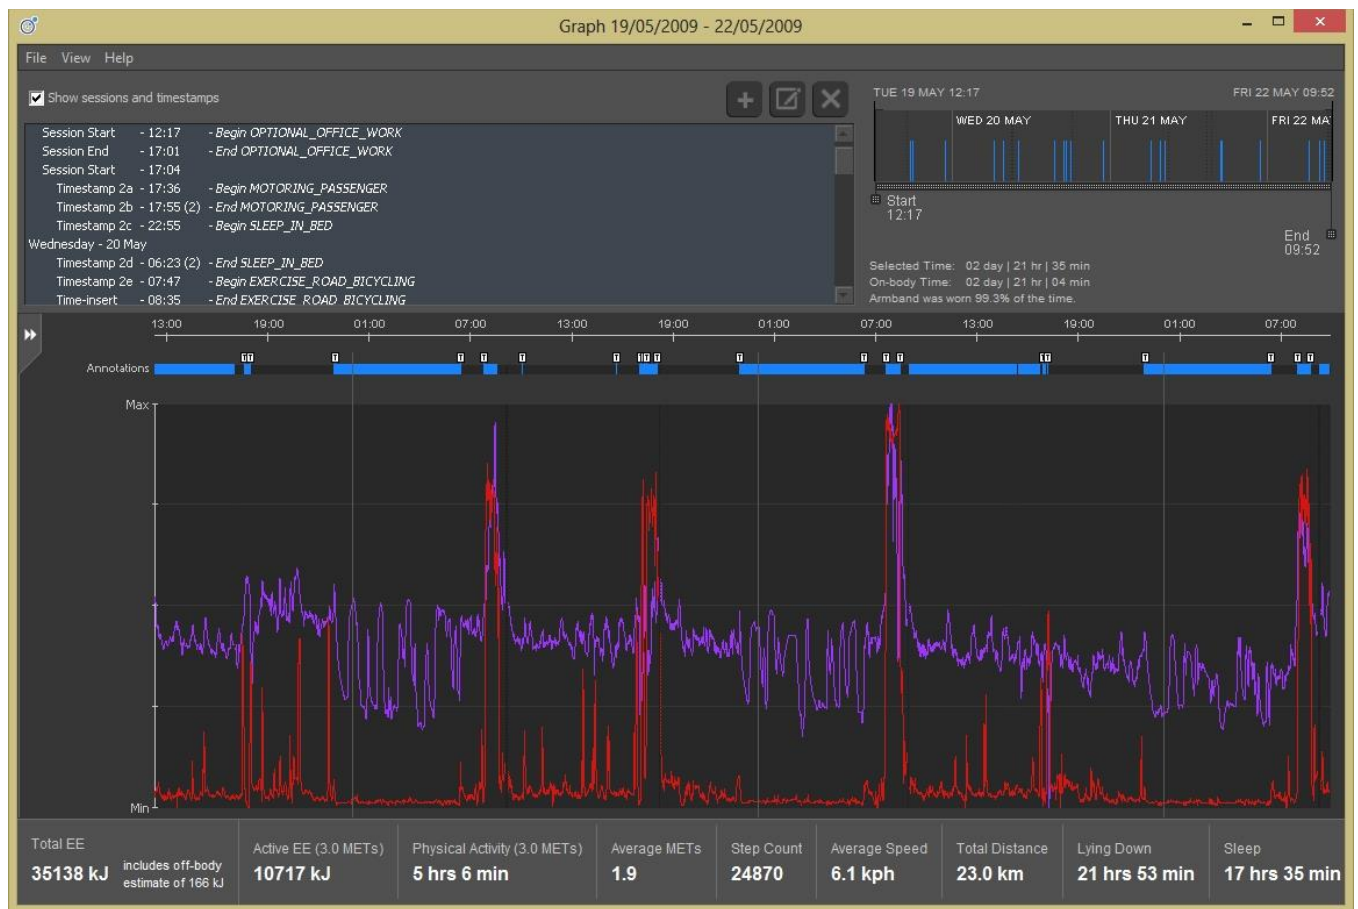 Graph 19/05/2009 - 22/05/2009
File View Help
Show sessions and timestamps
Session Start - 12:17 - Begin OPTIONAL_OFFICE_WORK
Session End - 17:01 - End OPTIONAL_OFFICE_WORK
Session Start - 17:04
Timestamp 2a - 17:36 - Begin MOTORING_PASSENGER
Timestamp 2b - 17:55 (2) - End MOTORING_PASSENGER
Timestamp 2c - 22:55 - Begin SLEEP_IN_BED
Wednesday - 20 May
Timestamp 2d - 06:23 (2) - End SLEEP_IN_BED
Timestamp 2e - 07:47 - Begin EXERCISE_ROAD_BICYCLING
Time-insert - 08:35 - End EXERCISE_ROAD_BICYCLING
TUE 19 MAY 12:17 FRI 22 MAY 09:52
WED 20 MAY THU 21 MAY FRI 22 MA
Start
12:17
End
09:52
Selected Time: 02 day | 21 hr | 35 min
On-body Time: 02 day | 21 hr | 04 min
Armband was worn 99.3% of the time.
13:00 19:00 01:00 07:00 13:00 19:00 01:00 07:00 13:00 19:00 01:00 07:00
T T T T T T T T T T T T T T T T T T T T
Annotations
Max
Min
Total EE
35138 kJ
includes off-body
estimate of 166 kJ
Active EE (3.0 METs)
10717 kJ
Physical Activity (3.0 METs)
5 hrs 6 min
Average METs
1.9
Step Count
24870
Average Speed
6.1 kph
Total Distance
23.0 km
Lying Down
21 hrs 53 min
Sleep
17 hrs 35 min